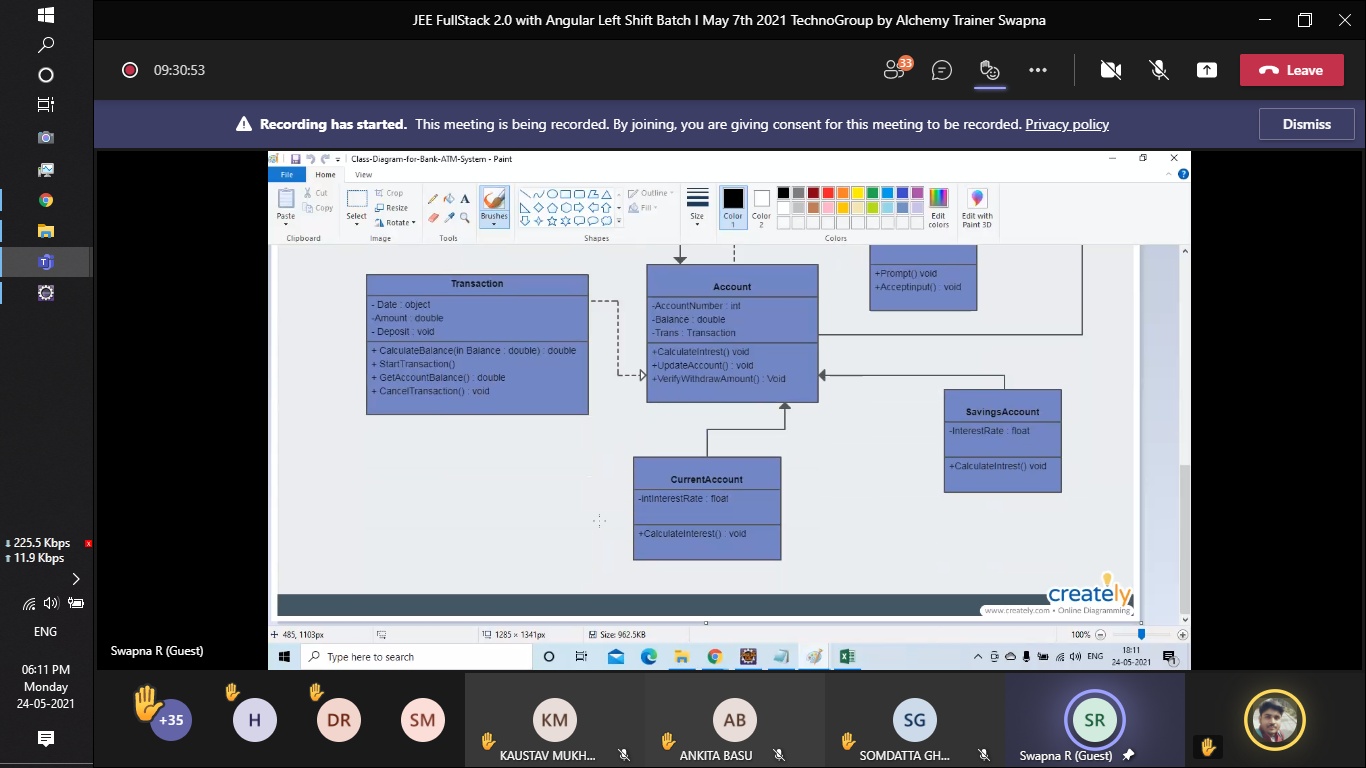 JEE FullStack 2.0 with Angular Left Shift Batch I May 7th 2021 TechnoGroup by Alchemy Trainer Swapna
09:30:53
33
Leave
Recording has started. This meeting is being recorded. By joining, you are giving consent for this meeting to be recorded. Privacy policy
Dismiss
Class-Diagram-for-Bank-ATM-System - Paint
File
Home
View
Paste
Cut
Copy
Clipboard
Select
Crop
Resize
Rotate
Image
A
Tools
Brushes
Outline
Fill
Shapes
Size
Color
1
Color
2
Edit
colors
Edit with
Paint 3D
Colors
Transaction
- Date : object
-Amount : double
- Deposit : void
+ CalculateBalance(in Balance : double) : double
+ StartTransaction()
+ GetAccountBalance() : double
+ CancelTransaction() : void
Account
-AccountNumber : int
-Balance : double
-Trans : Transaction
+CalculateIntrest() void
+UpdateAccount() : void
+VerifyWithdrawAmount() : Void
+Prompt() void
+Acceptinput() : void
SavingsAccount
-InterestRate : float
+CalculateIntrest() void
CurrentAccount
-intInterestRate : float
+CalculateInterest() : void
creately
www.creately.com • Online Diagramming
485, 1103px
1285 × 1341px
Size: 962.5KB
100%
Type here to search
ENG
18:11
24-05-2021
1
Swapna R (Guest)
225.5 Kbps
x
11.9 Kbps
ENG
06:11 PM
Monday
24-05-2021
+35
H
DR
SM
KM
KAUSTAV MUKH...
AB
ANKITA BASU
SG
SOMDATTA GH...
SR
Swapna R (Guest)